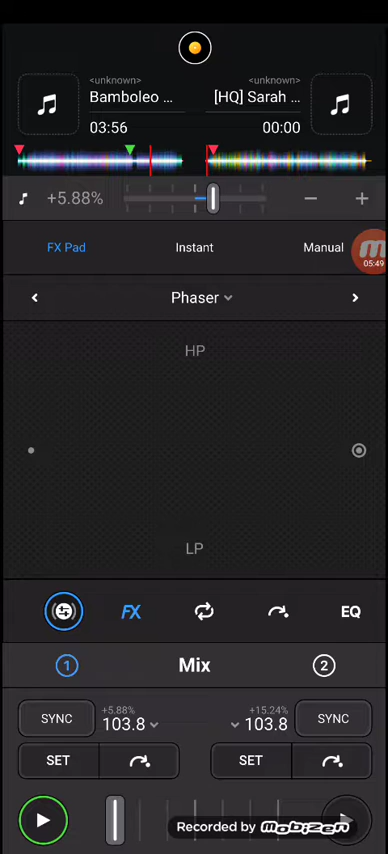 <unknown>
<unknown>
Bamboleo ...
[HQ] Sarah ...
03:56
00:00
+5.88%
FX Pad
Instant
Manual
05:49
Phaser
HP
LP
FX
EQ
1
Mix
2
SYNC
+5.88%
103.8
+15.24%
103.8
SYNC
SET
SET
Recorded by mobizen